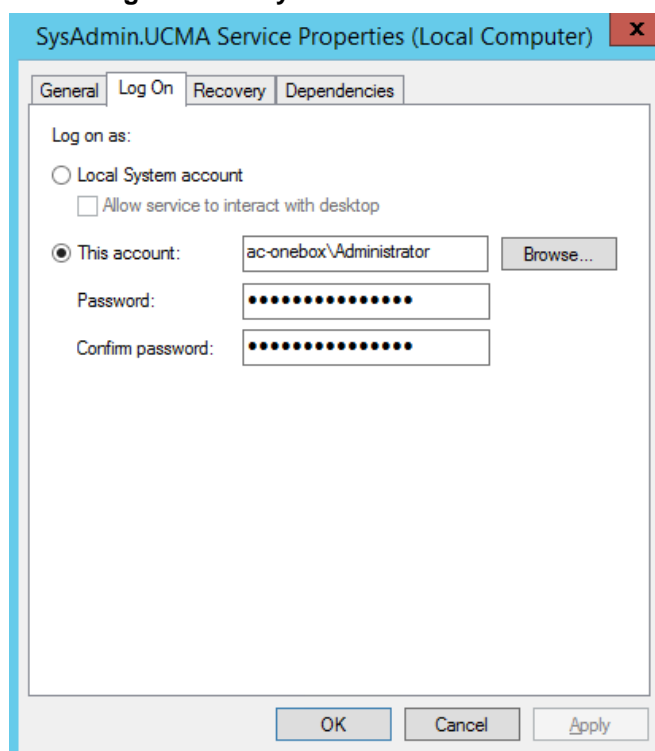 SysAdmin.UCMA Service Properties (Local Computer)
x
General Log On Recovery Dependencies
Log on as:
Local System account
Allow service to interact with desktop
This account: ac-onebox\Administrator Browse...
Password: ●●●●●●●●●●●●●●●
Confirm password: ●●●●●●●●●●●●●●●
OK Cancel Apply